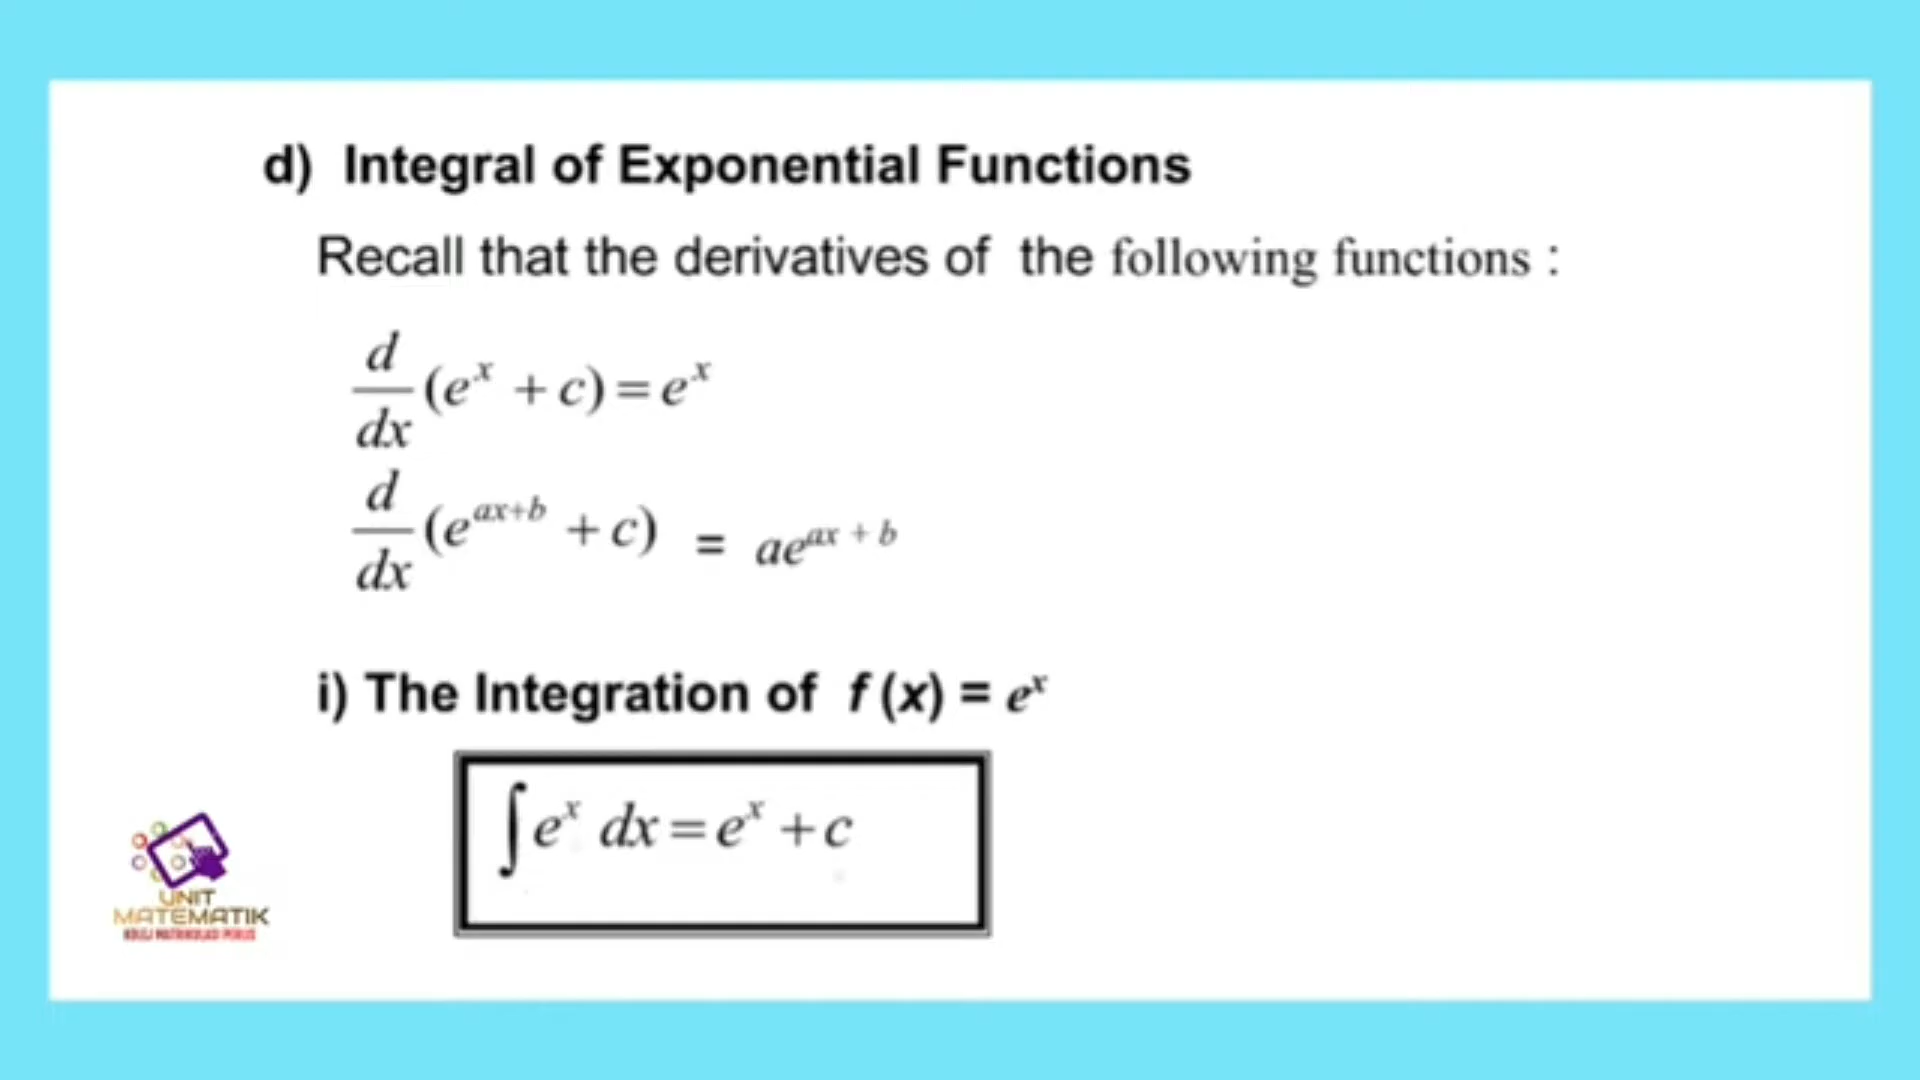 d) Integral of Exponential Functions
Recall that the derivatives of the following functions :
d/dx (e^x + c) = e^x
d/dx (e^{ax+b} + c) = ae^{ax + b}
i) The Integration of f (x) = e^x
∫e^x dx = e^x + c
UNIT
MATEMATIK